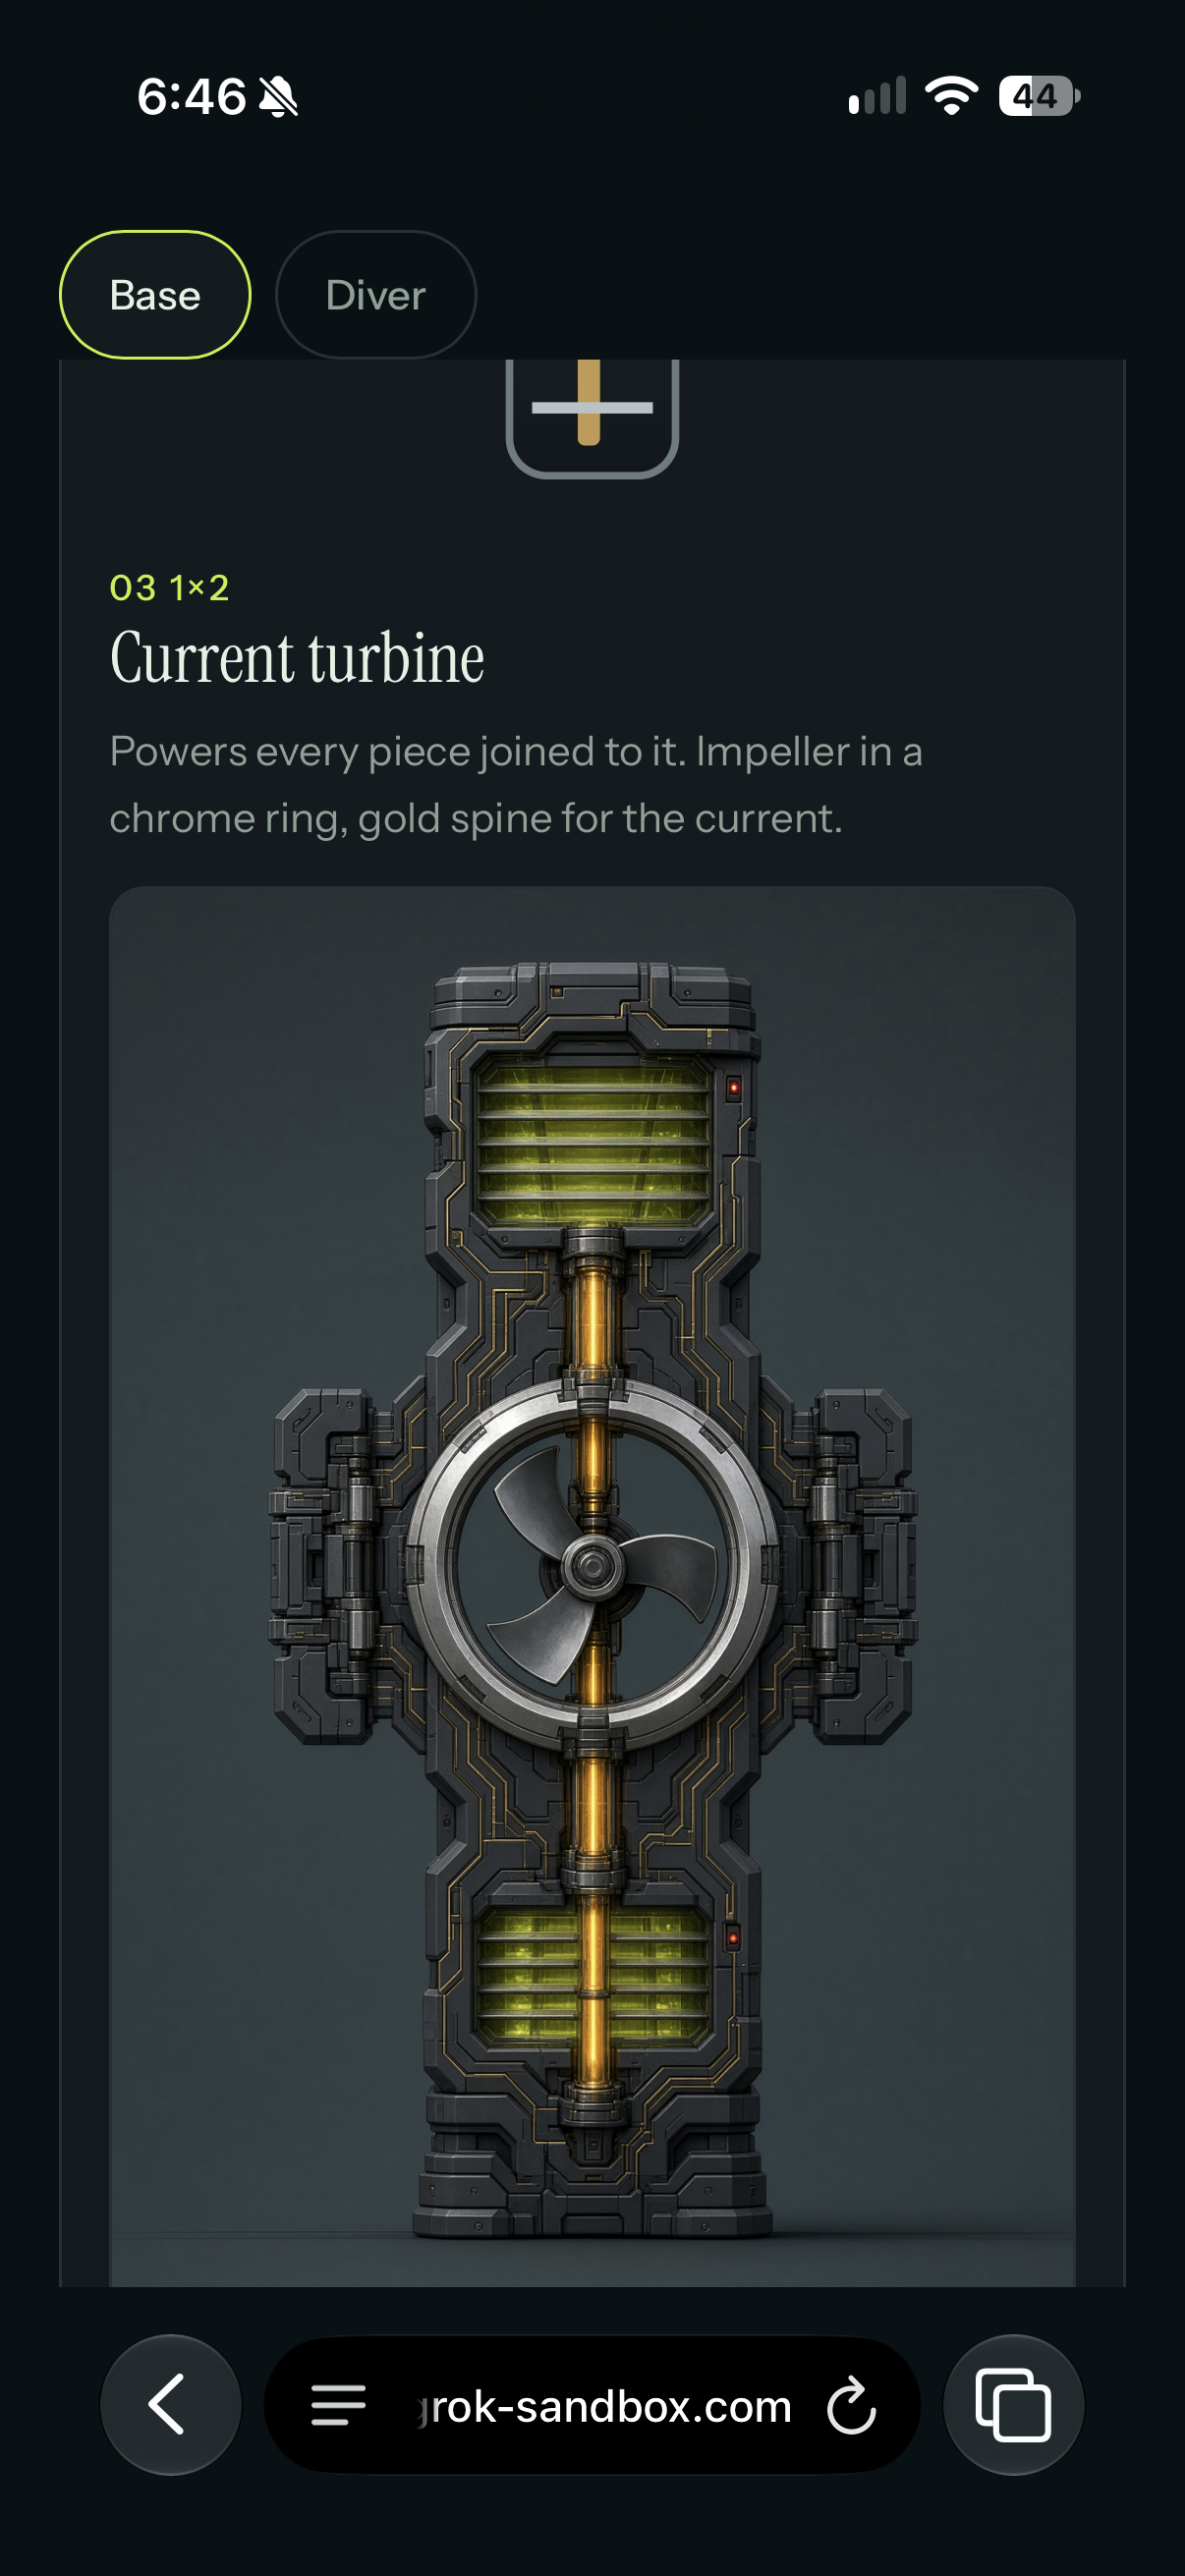 6:46
44
Base
Diver
03 1×2
Current turbine
Powers every piece joined to it. Impeller in a
chrome ring, gold spine for the current.
grok-sandbox.com